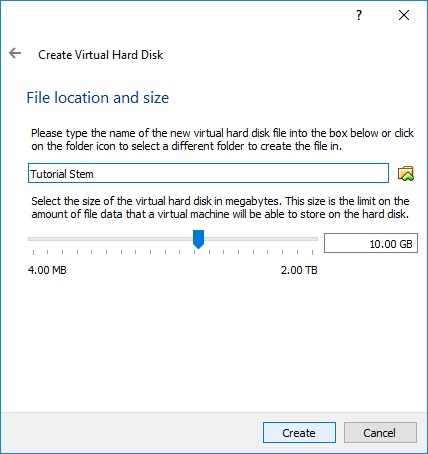 ?
Create Virtual Hard Disk
File location and size
Please type the name of the new virtual hard disk file into the box below or click
on the folder icon to select a different folder to create the file in.
Tutorial Stem
Select the size of the virtual hard disk in megabytes. This size is the limit on the
amount of file data that a virtual machine will be able to store on the hard disk.
10.00 GB
4.00 MB 2.00 TB
Create Cancel